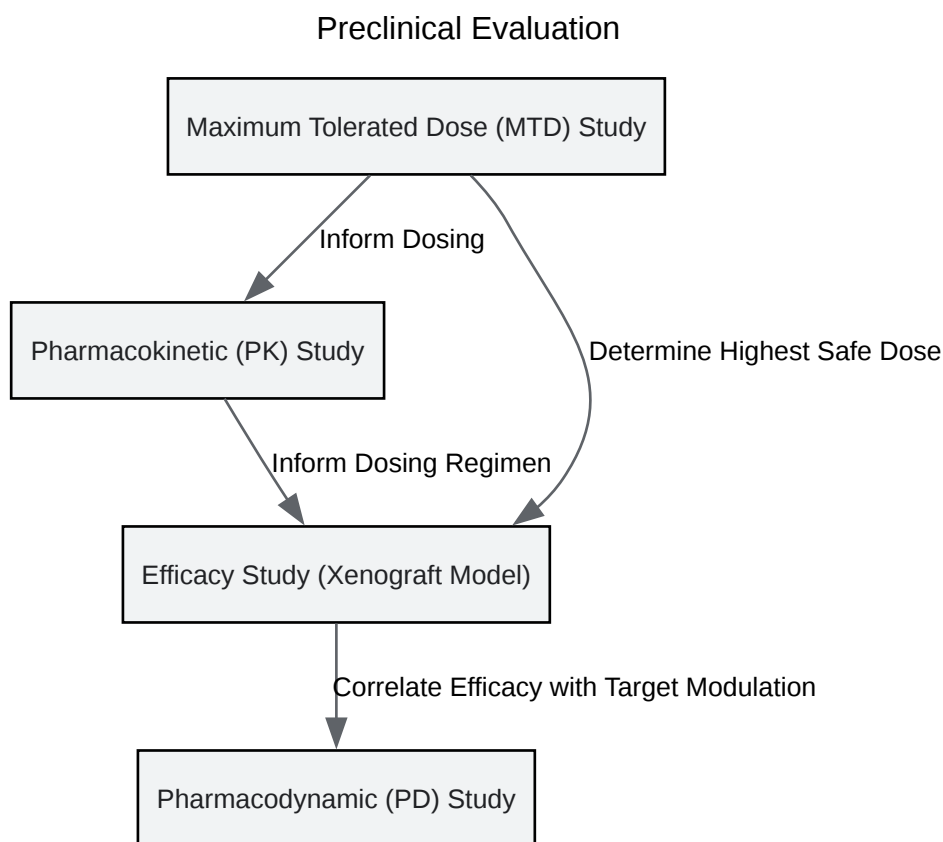 Preclinical Evaluation
Maximum Tolerated Dose (MTD) Study
Inform Dosing
Pharmacokinetic (PK) Study
Determine Highest Safe Dose
Inform Dosing Regimen
Efficacy Study (Xenograft Model)
Correlate Efficacy with Target Modulation
Pharmacodynamic (PD) Study